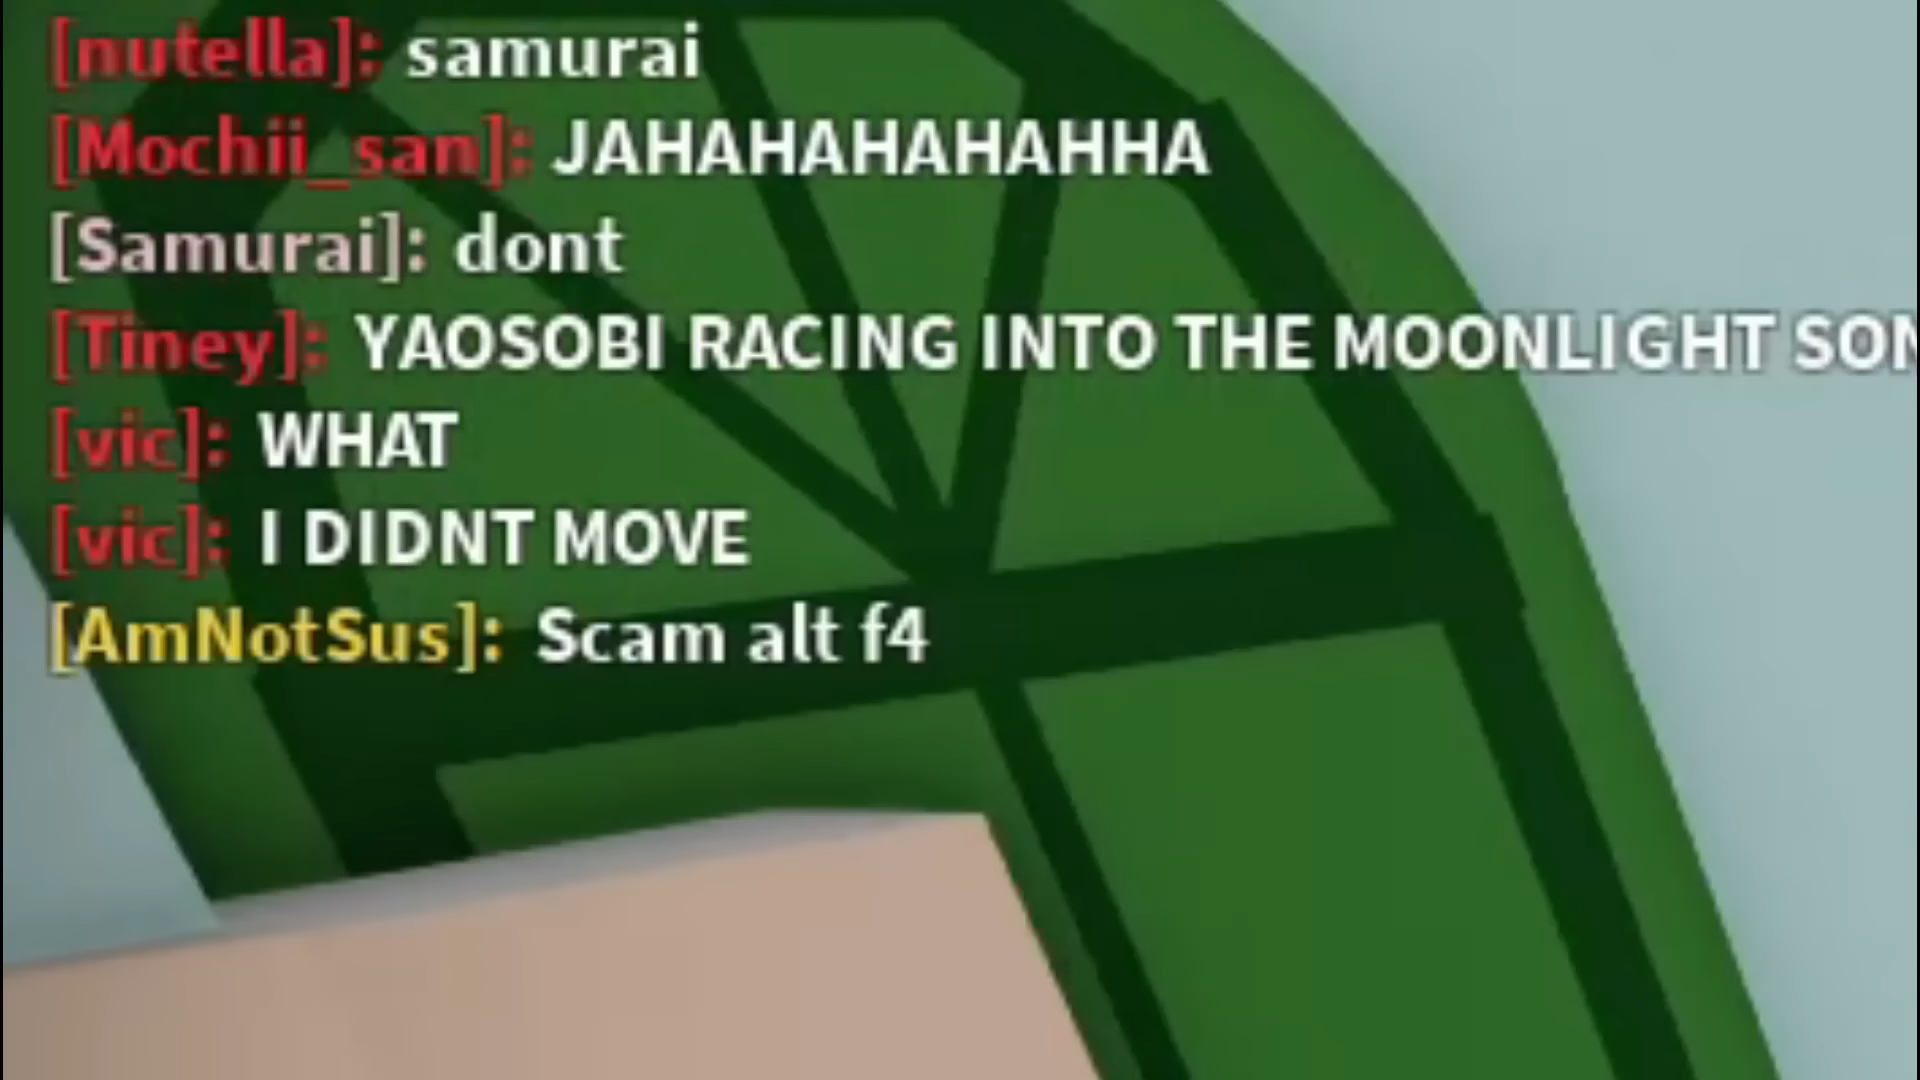 [nutella]: samurai
[Mochii_san]: JAHAHAHAHAHHA
[Samurai]: dont
[Tiney]: YAOSOBI RACING INTO THE MOONLIGHT
[vic]: WHAT
[vic]: I DIDNT MOVE
[AmNotSus]: Scam alt f4